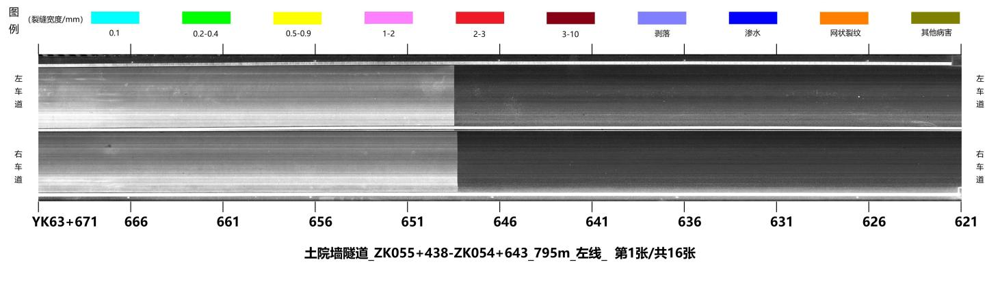 图例
(裂缝宽度/mm)
0.1 0.2-0.4 0.5-0.9 1-2 2-3 3-10 剥落 渗水 网状裂纹 其他病害
左车道 左车道
右车道 右车道
YK63+671 666 661 656 651 646 641 636 631 626 621
土院墙隧道_ZK055+438-ZK054+643_795m_左线_ 第1张/共16张